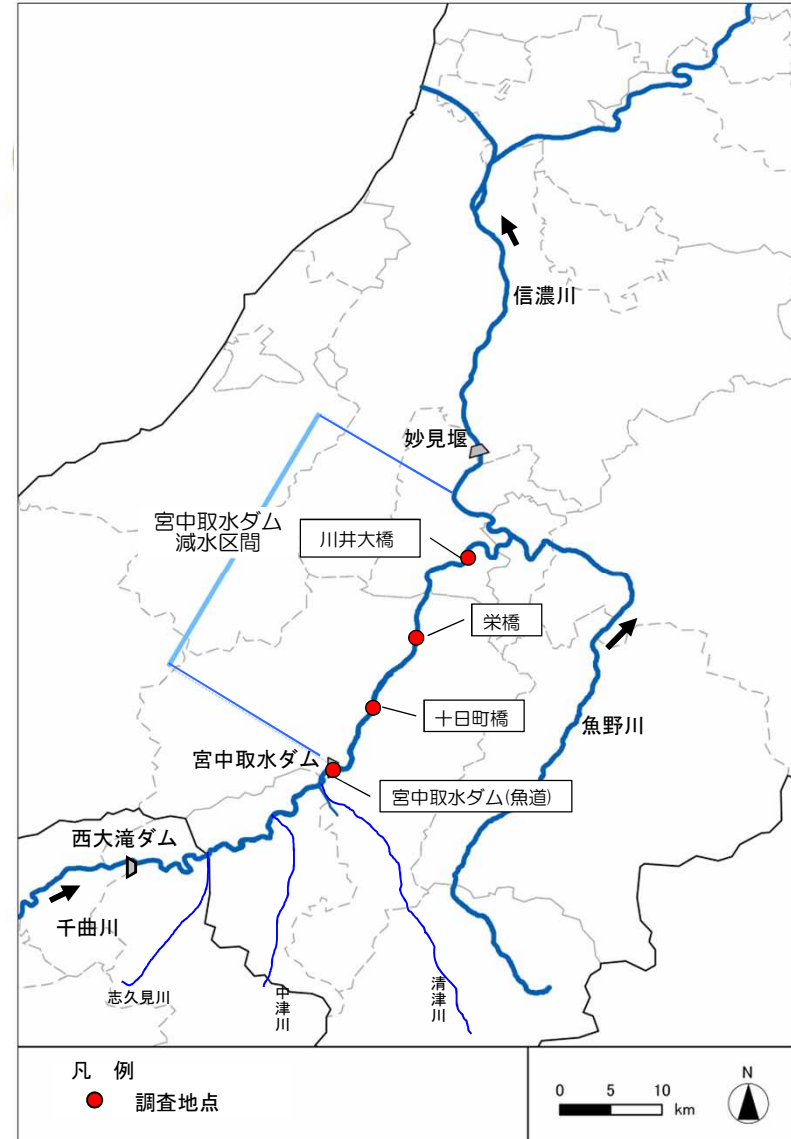 信濃川
妙見堰
宮中取水ダム
減水区間
川井大橋
栄橋
十日町橋
魚野川
宮中取水ダム
宮中取水ダム(魚道)
西大滝ダム
千曲川
志久見川
中津川
清津川
凡 例
調査地点
0 5 10
km
N